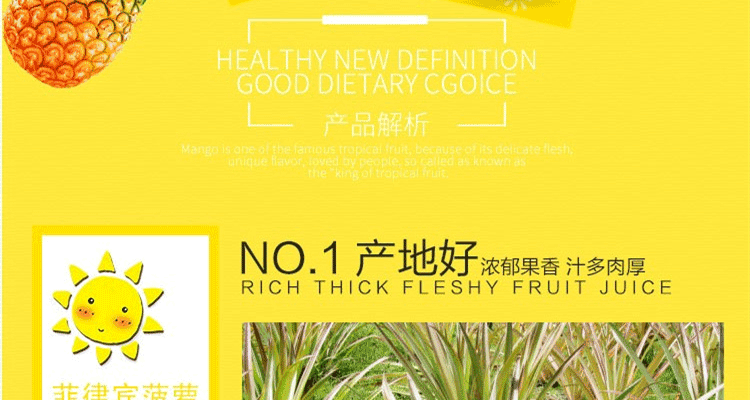 HEALTHY NEW DEFINITION
GOOD DIETARY CGOICE
产品解析
Mango is one of the famous tropical fruit, because of its delicate flesh,
unique flavor, loved by people, so called as known as
the "king of tropical fruit.
NO.1 产地好 浓郁果香 汁多肉厚
RICH THICK FLESHY FRUIT JUICE
菲律宾菠萝